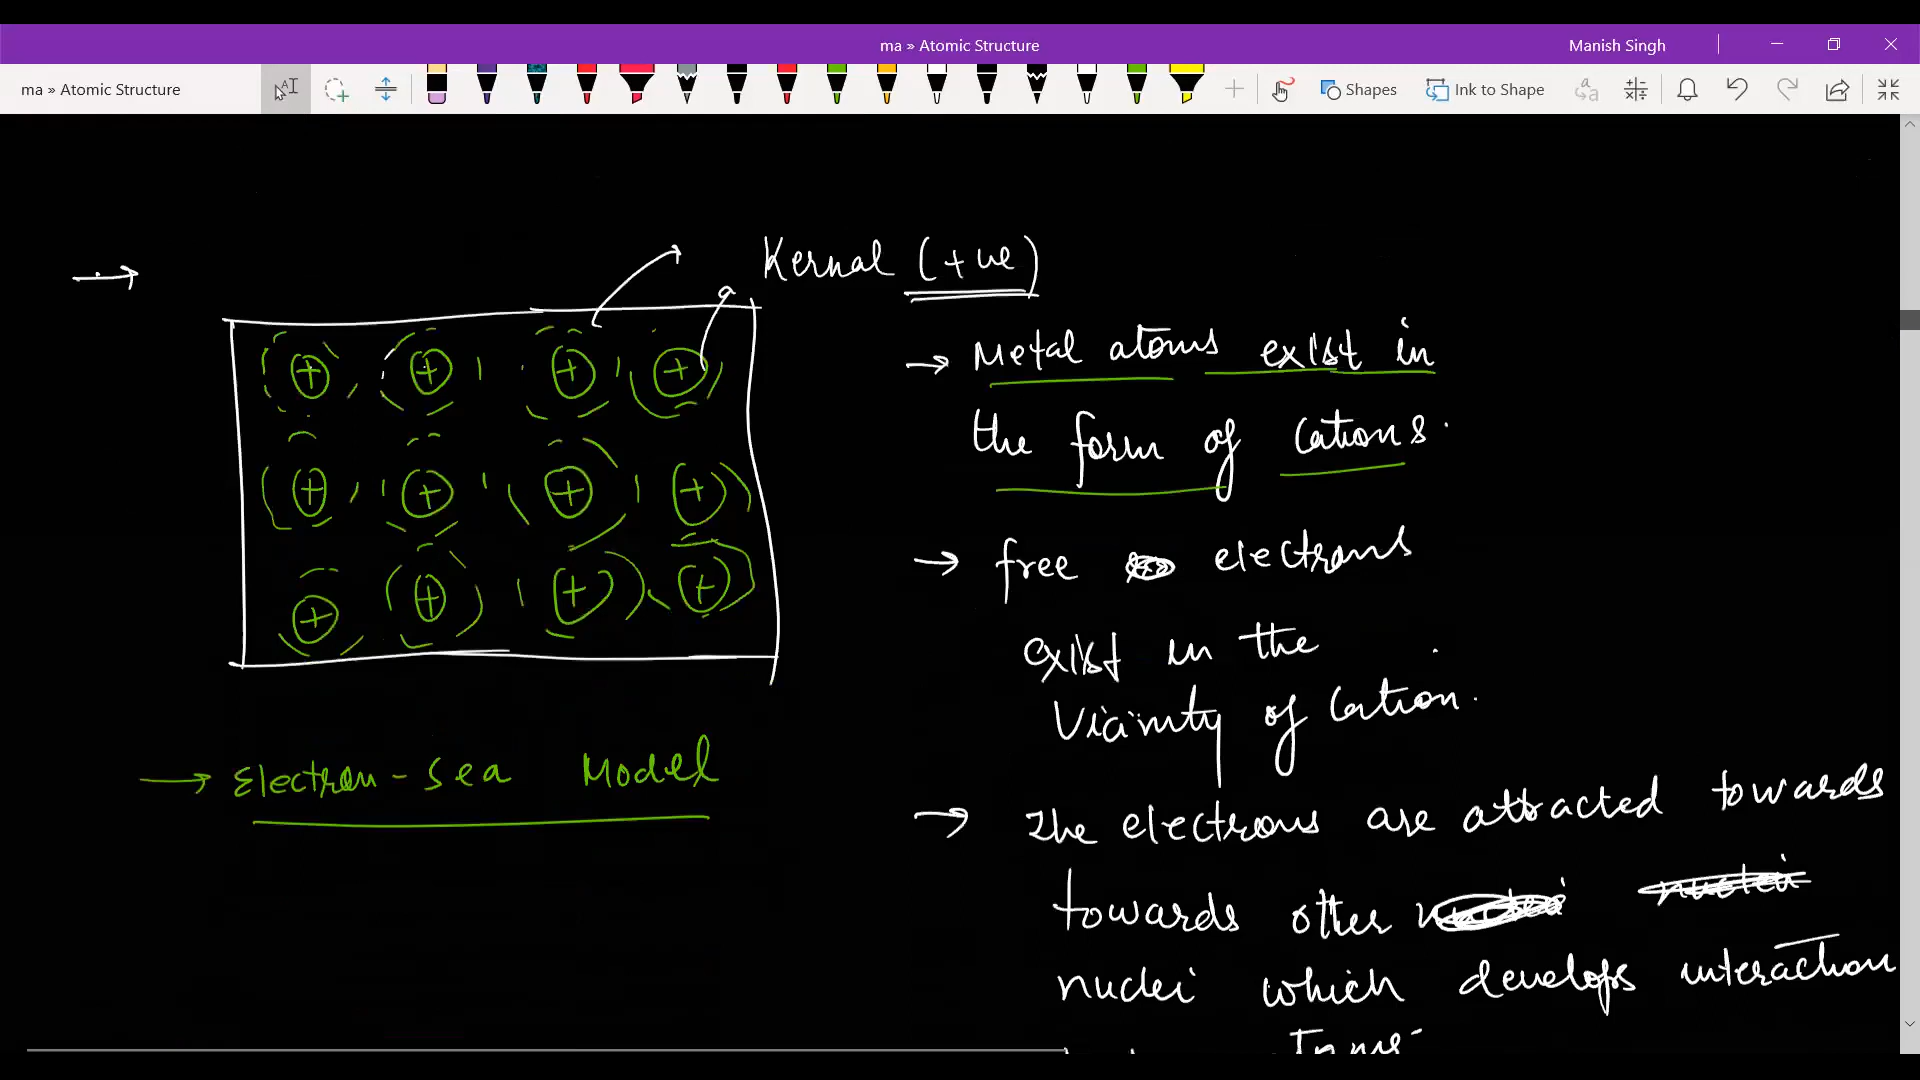 ma » Atomic Structure
Manish Singh
ma » Atomic Structure
Shapes
Ink to Shape
Kernal (+ve)
→ Metal atoms exist in
the form of cations.
→ free electrons
exist in the
vicinity of cation.
→ Electron-Sea Model
→ The electrons are attracted towards
towards other
nuclei which develops interaction